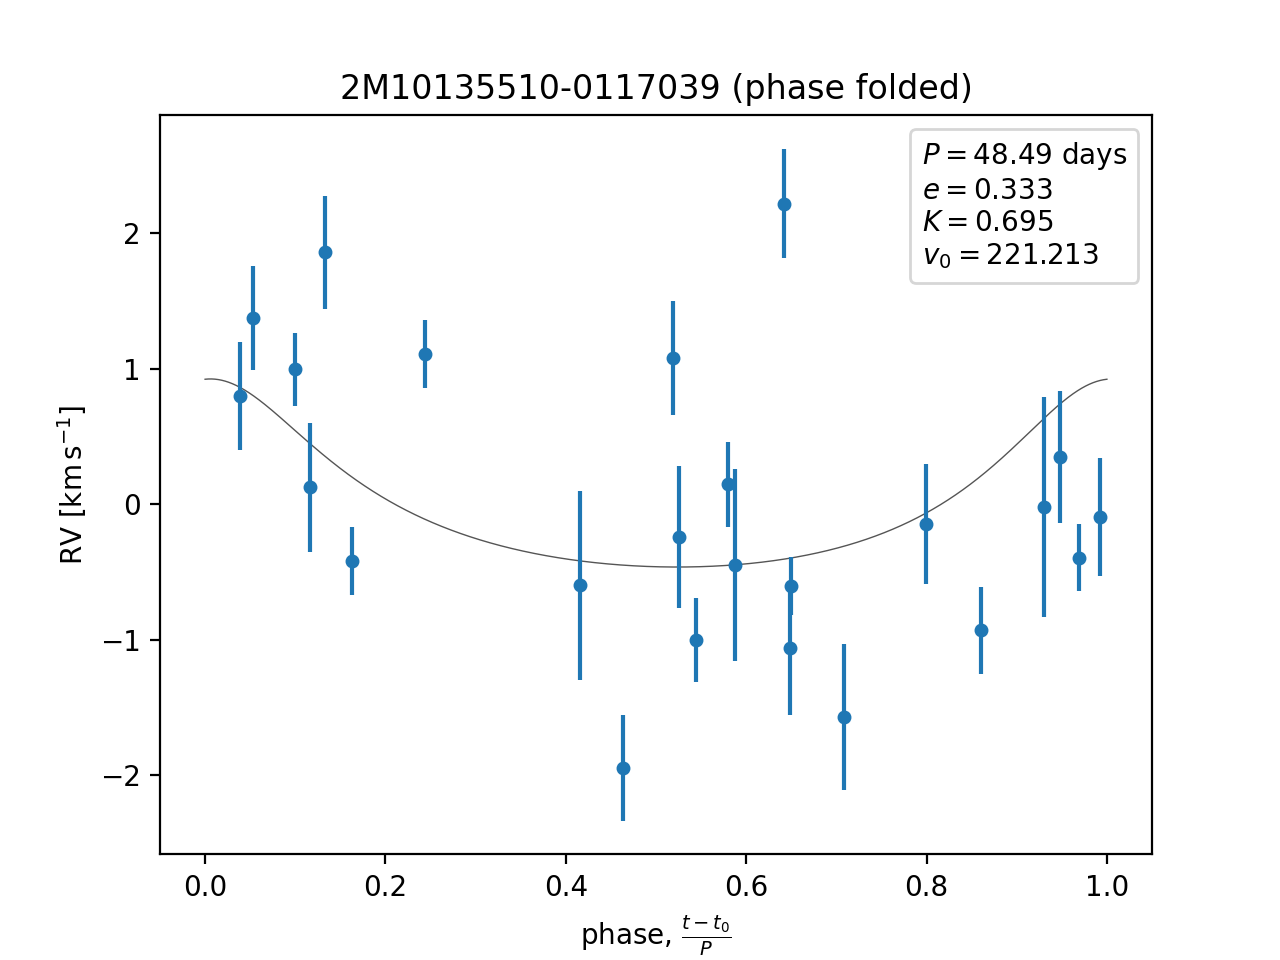 2M10135510-0117039 (phase folded)
P = 48.49 days
e = 0.333
K = 0.695
v₀ = 221.213
2
1
0
−1
−2
RV [km s⁻¹]
0.0 0.2 0.4 0.6 0.8 1.0
phase, (t − t₀)/P